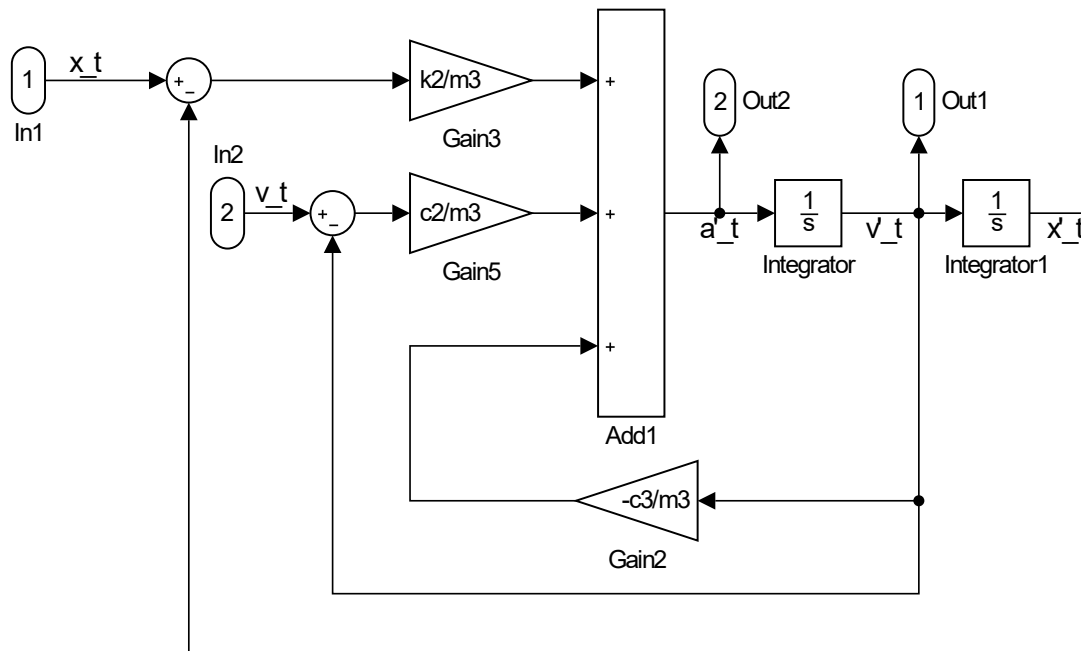 x_t
1
In1
+
-
k2/m3
Gain3
In2
v_t
2
+
-
c2/m3
Gain5
+
+
+
Add1
2
Out2
1
Out1
a'_t
1
s
Integrator
v'_t
1
s
Integrator1
x'_t
-c3/m3
Gain2